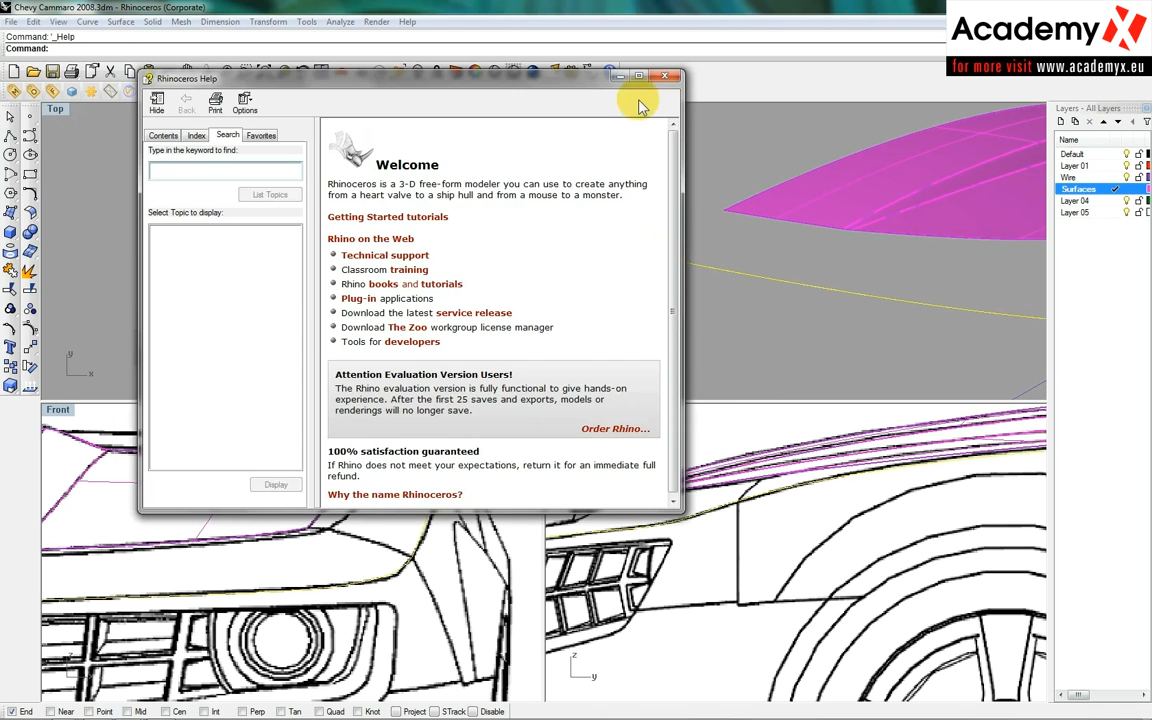 Chevy Cammaro 2008.3dm - Rhinoceros (Corporate)
File Edit View Curve Surface Solid Mesh Dimension Transform Tools Analyze Render Help
Command: '_Help
Command:
AcademyX
for more visit www.academyx.eu
Rhinoceros Help
Hide Back Print Options
Contents Index Search Favorites
Type in the keyword to find:
List Topics
Select Topic to display:
Display
Welcome
Rhinoceros is a 3-D free-form modeler you can use to create anything
from a heart valve to a ship hull and from a mouse to a monster.
Getting Started tutorials
Rhino on the Web
Technical support
Classroom training
Rhino books and tutorials
Plug-in applications
Download the latest service release
Download The Zoo workgroup license manager
Tools for developers
Attention Evaluation Version Users!
The Rhino evaluation version is fully functional to give hands-on
experience. After the first 25 saves and exports, models or
renderings will no longer save.
Order Rhino...
100% satisfaction guaranteed
If Rhino does not meet your expectations, return it for an immediate full
refund.
Why the name Rhinoceros?
Top
y
x
Front
z
z
y
Layers - All Layers
Name
Default
Layer 01
Wire
Surfaces
Layer 04
Layer 05
End Near Point Mid Cen Int Perp Tan Quad Knot Project STrack Disable